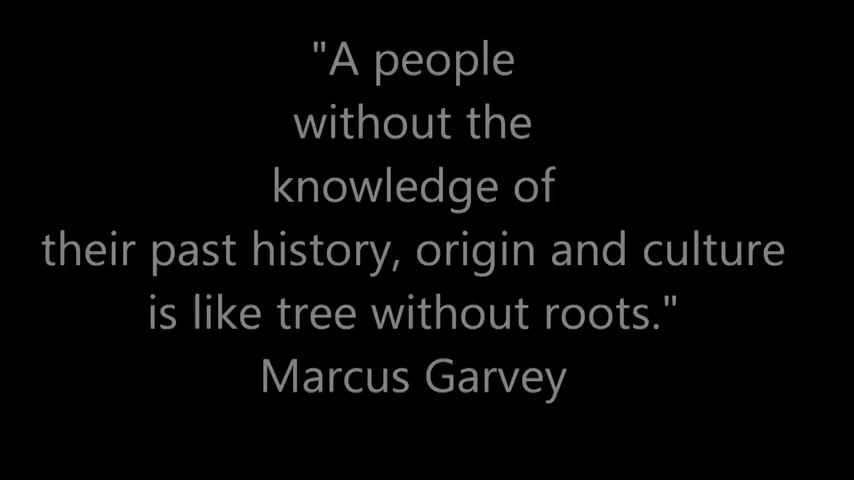 "A people
without the
knowledge of
their past history, origin and culture
is like tree without roots."
Marcus Garvey